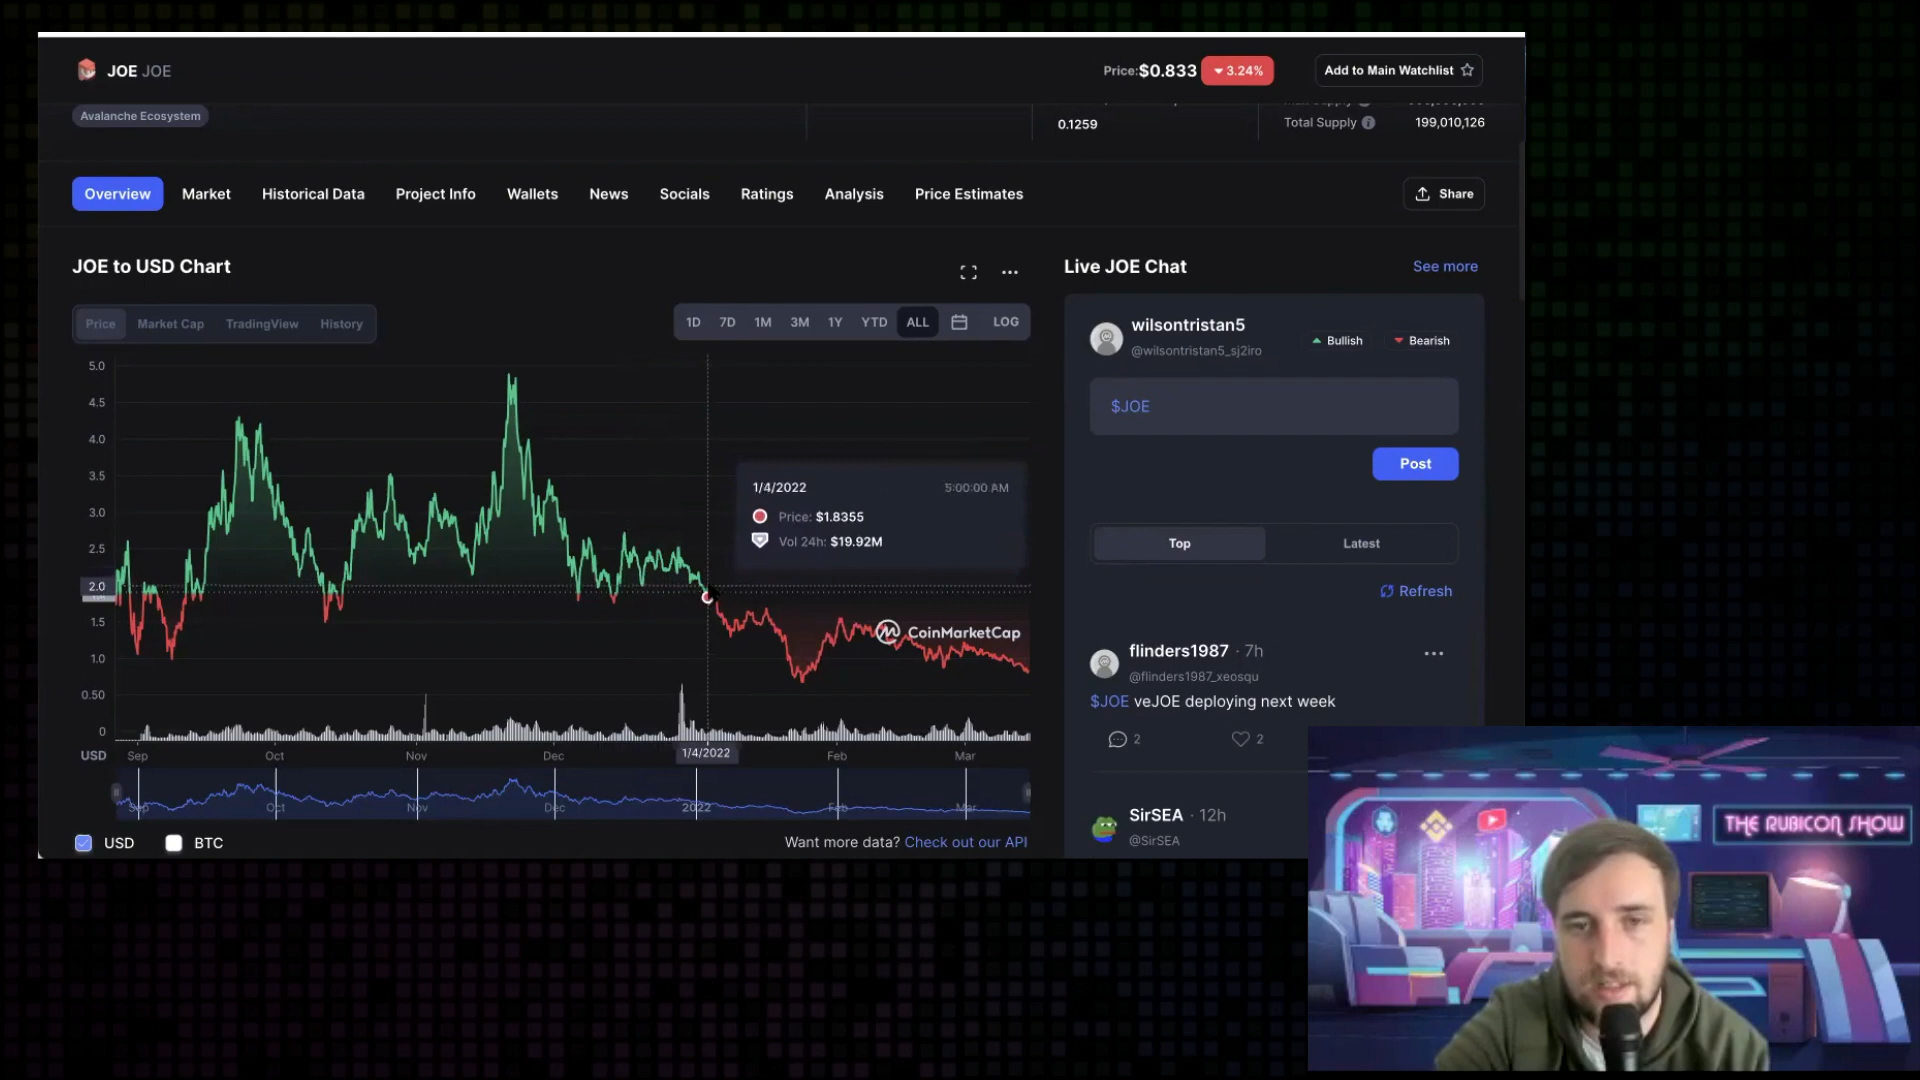 JOE JOE
Price:$0.833 3.24%
Add to Main Watchlist
Avalanche Ecosystem
0.1259
Total Supply 199,010,126
Overview Market Historical Data Project Info Wallets News Socials Ratings Analysis Price Estimates
Share
JOE to USD Chart
Price Market Cap TradingView History
1D 7D 1M 3M 1Y YTD ALL LOG
5.0
4.5
4.0
3.5
3.0
2.5
2.0
1.5
1.0
0.50
0
1/4/2022 5:00:00 AM
Price: $1.8355
Vol 24h: $19.92M
CoinMarketCap
USD Sep Oct Nov Dec 1/4/2022 Feb Mar
Sep Oct Nov Dec 2022 Feb Mar
USD BTC
Want more data? Check out our API
Live JOE Chat See more
wilsontristan5
@wilsontristan5_sj2iro
Bullish Bearish
$JOE
Post
Top Latest
Refresh
flinders1987 · 7h
@flinders1987_xeosqu
$JOE veJOE deploying next week
2 2
SirSEA · 12h
@SirSEA
THE RUBICON SHOW